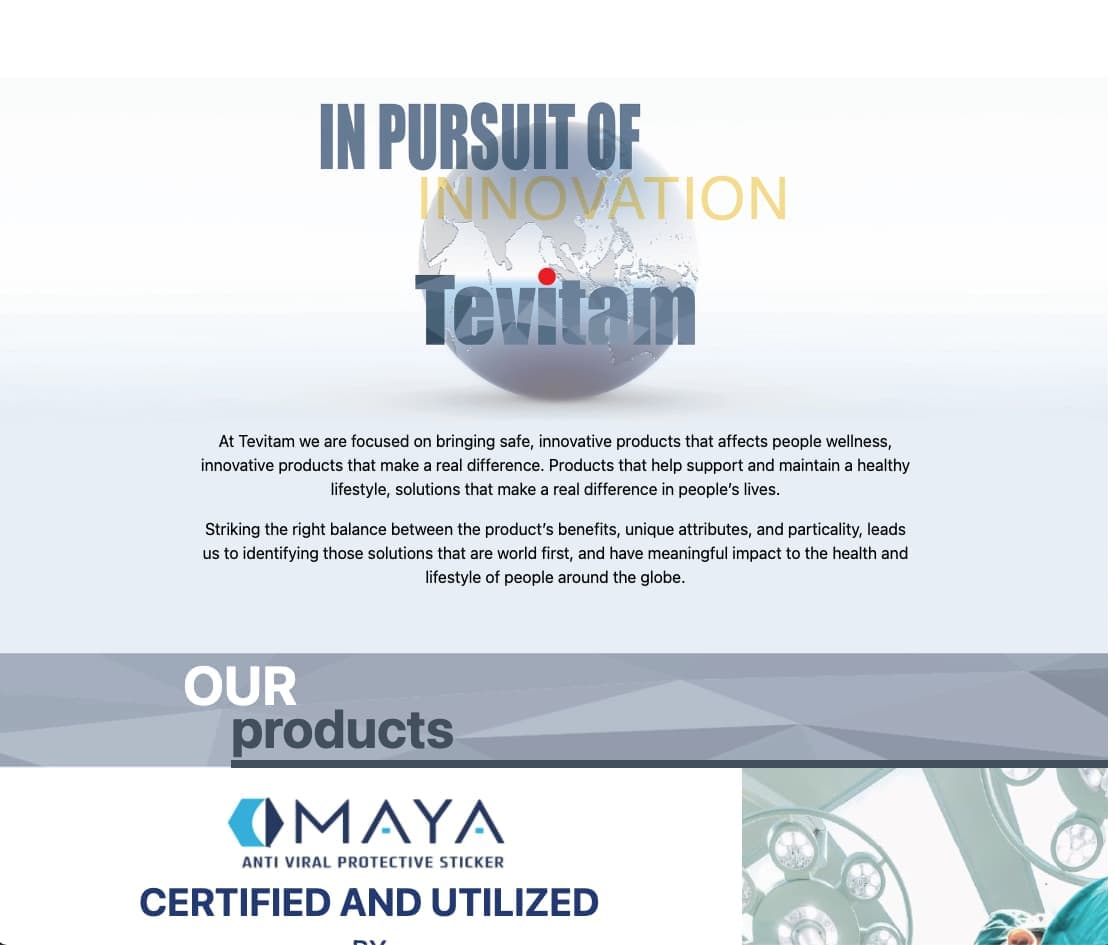 IN PURSUIT OF
INNOVATION
Tevitam
At Tevitam we are focused on bringing safe, innovative products that affects people wellness,
innovative products that make a real difference. Products that help support and maintain a healthy
lifestyle, solutions that make a real difference in people’s lives.
Striking the right balance between the product’s benefits, unique attributes, and particality, leads
us to identifying those solutions that are world first, and have meaningful impact to the health and
lifestyle of people around the globe.
OUR
products
MAYA
ANTI VIRAL PROTECTIVE STICKER
CERTIFIED AND UTILIZED